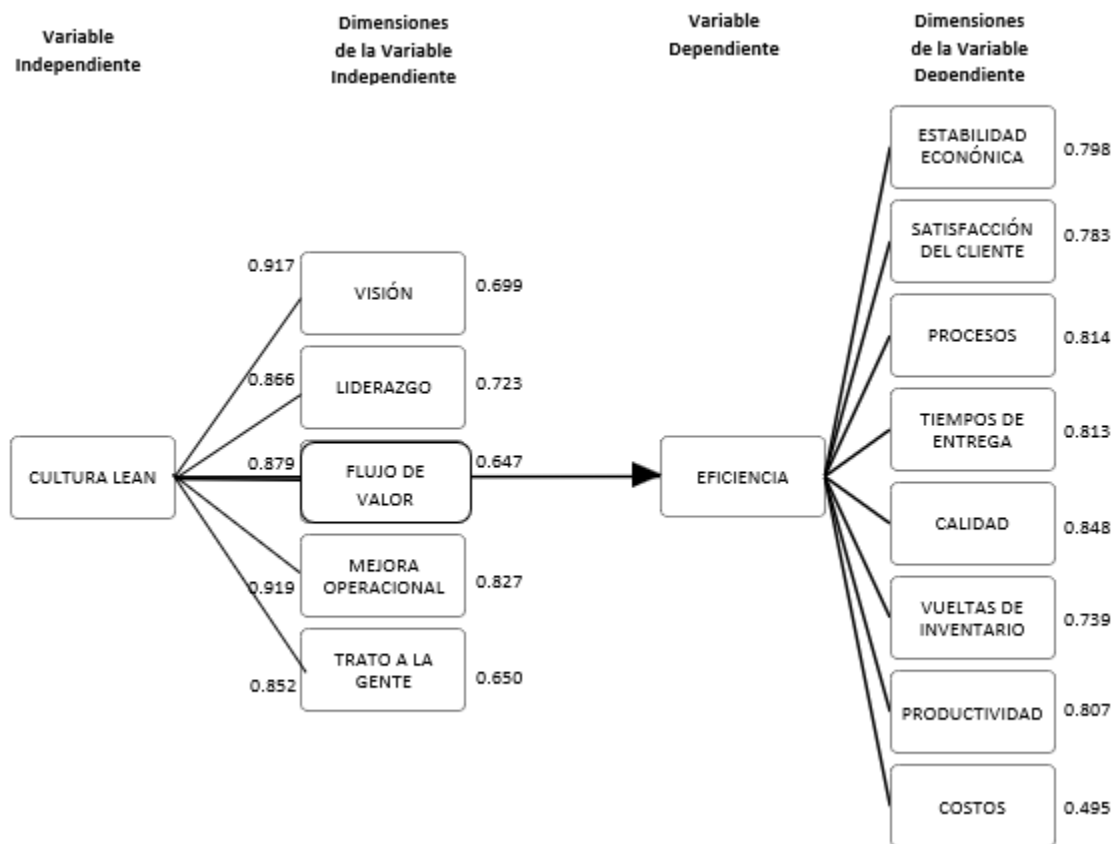 Variable
Independiente
Dimensiones
de la Variable
Independiente
Variable
Dependiente
Dimensiones
de la Variable
Dependiente
CULTURA LEAN
0.917
VISIÓN
0.699
0.866
LIDERAZGO
0.723
0.879
FLUJO DE
VALOR
0.647
0.919
MEJORA
OPERACIONAL
0.827
0.852
TRATO A LA
GENTE
0.650
EFICIENCIA
ESTABILIDAD
ECONÓMICA
0.798
SATISFACCIÓN
DEL CLIENTE
0.783
PROCESOS
0.814
TIEMPOS DE
ENTREGA
0.813
CALIDAD
0.848
VUELTAS DE
INVENTARIO
0.739
PRODUCTIVIDAD
0.807
COSTOS
0.495